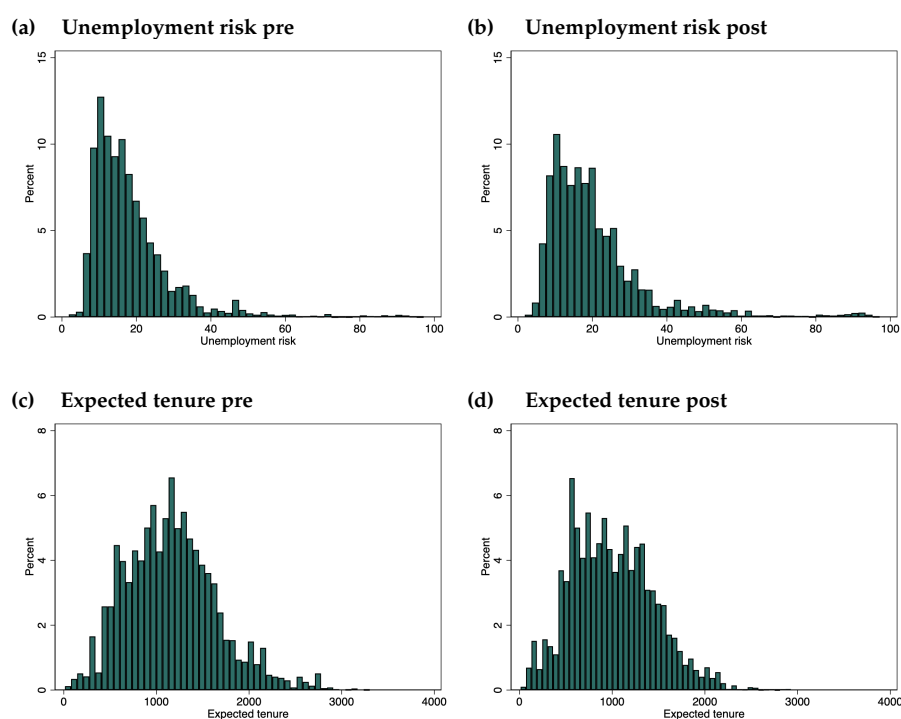 (a) Unemployment risk pre
15
10
5
0
Percent
0 20 40 60 80 100
Unemployment risk
(b) Unemployment risk post
15
10
5
0
Percent
0 20 40 60 80 100
Unemployment risk
(c) Expected tenure pre
8
6
4
2
0
Percent
0 1000 2000 3000 4000
Expected tenure
(d) Expected tenure post
8
6
4
2
0
Percent
0 1000 2000 3000 4000
Expected tenure